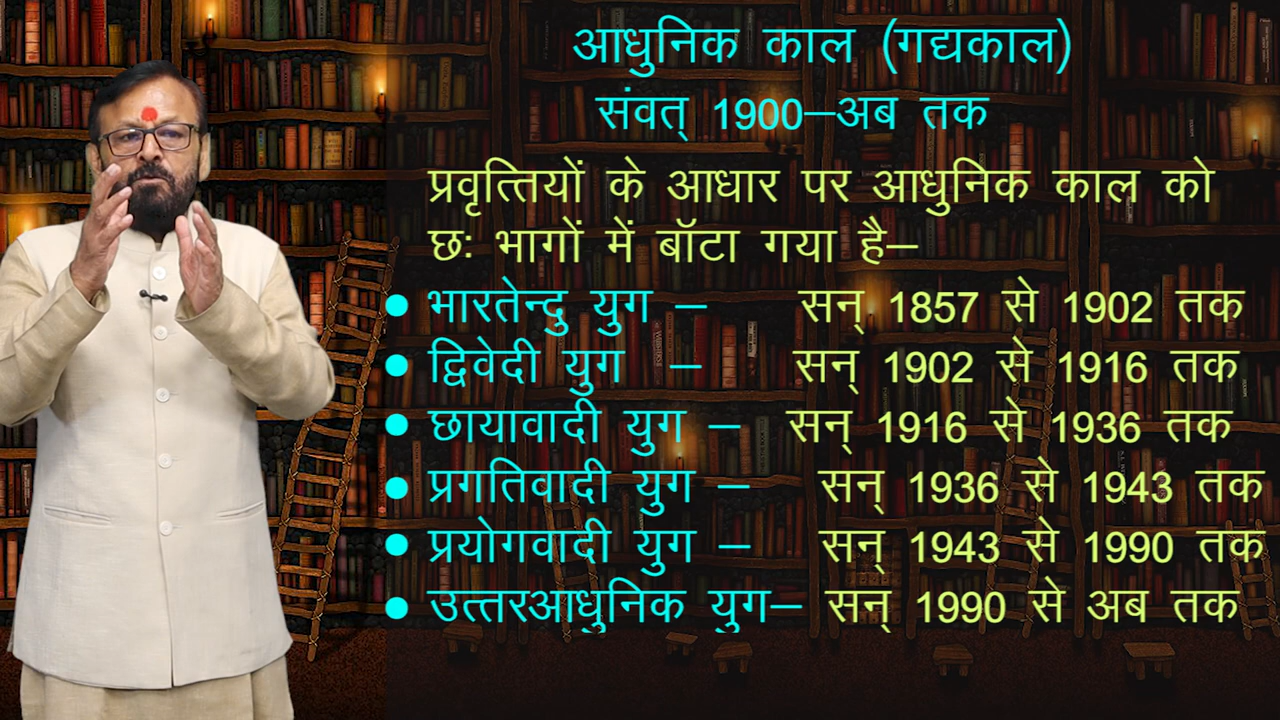 आधुनिक काल (गद्यकाल)
संवत् 1900–अब तक
प्रवृत्तियों के आधार पर आधुनिक काल को
छः भागों में बॉटा गया है–
• भारतेन्दु युग – सन् 1857 से 1902 तक
• द्विवेदी युग – सन् 1902 से 1916 तक
• छायावादी युग – सन् 1916 से 1936 तक
• प्रगतिवादी युग – सन् 1936 से 1943 तक
• प्रयोगवादी युग – सन् 1943 से 1990 तक
• उत्तरआधुनिक युग– सन् 1990 से अब तक